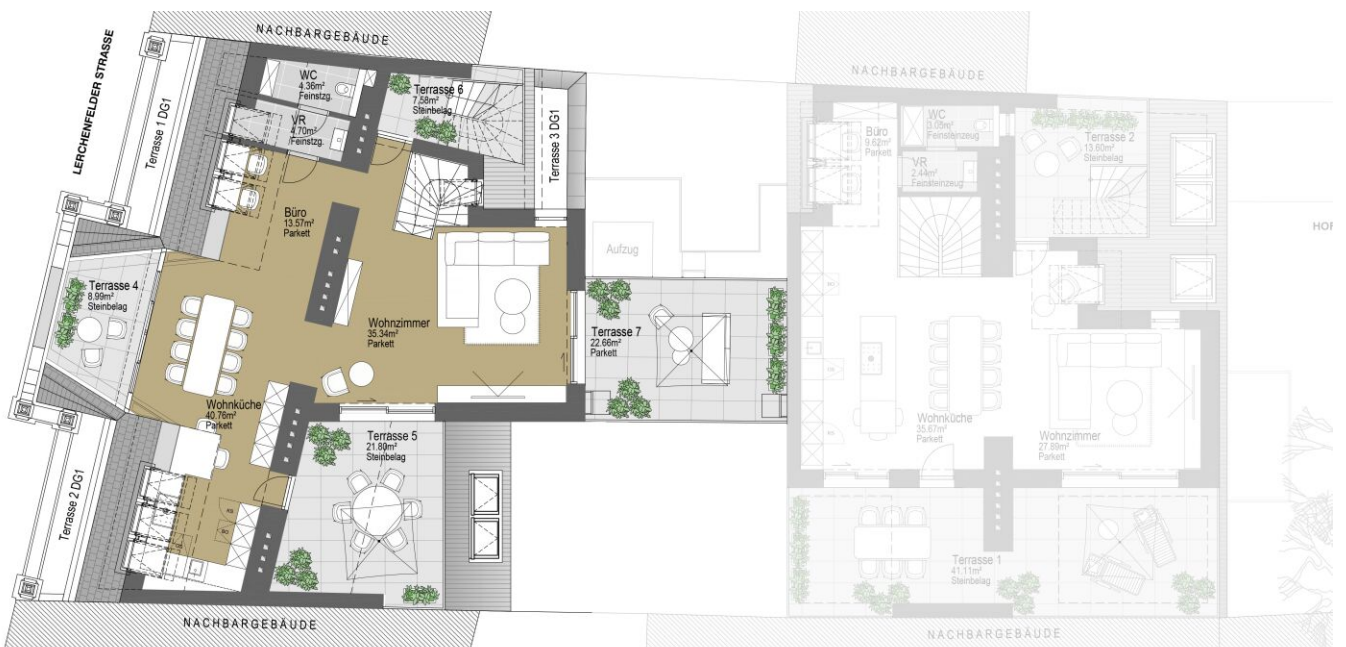 NACHBARGEBÄUDE
LERCHENFELDER STRASSE
Terrasse 1 DG1
WC
4.36m²
Feinstzg.
VR
4.70m²
Feinstzg.
Terrasse 6
7.58m²
Steinbelag
Terrasse 3 DG1
Büro
13.57m²
Parkett
Terrasse 4
8.99m²
Steinbelag
Wohnzimmer
35.34m²
Parkett
Terrasse 7
22.66m²
Parkett
Aufzug
Wohnküche
40.76m²
Parkett
Terrasse 5
21.80m²
Steinbelag
Terrasse 2 DG1
NACHBARGEBÄUDE
NACHBARGEBÄUDE
Büro
9.62m²
Parkett
WC
3.05m²
Feinsteinzeug
VR
2.44m²
Feinsteinzeug
Terrasse 2
13.60m²
Steinbelag
HOF
Wohnküche
35.67m²
Parkett
Wohnzimmer
27.89m²
Parkett
Terrasse 1
41.11m²
Steinbelag
NACHBARGEBÄUDE